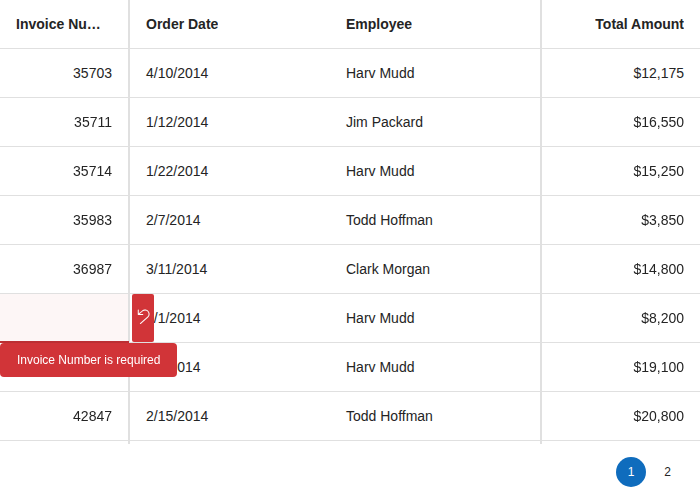 Invoice Nu… Order Date Employee Total Amount
35703 4/10/2014 Harv Mudd $12,175
35711 1/12/2014 Jim Packard $16,550
35714 1/22/2014 Harv Mudd $15,250
35983 2/7/2014 Todd Hoffman $3,850
36987 3/11/2014 Clark Morgan $14,800
/1/2014 Harv Mudd $8,200
Invoice Number is required 014 Harv Mudd $19,100
42847 2/15/2014 Todd Hoffman $20,800
1 2